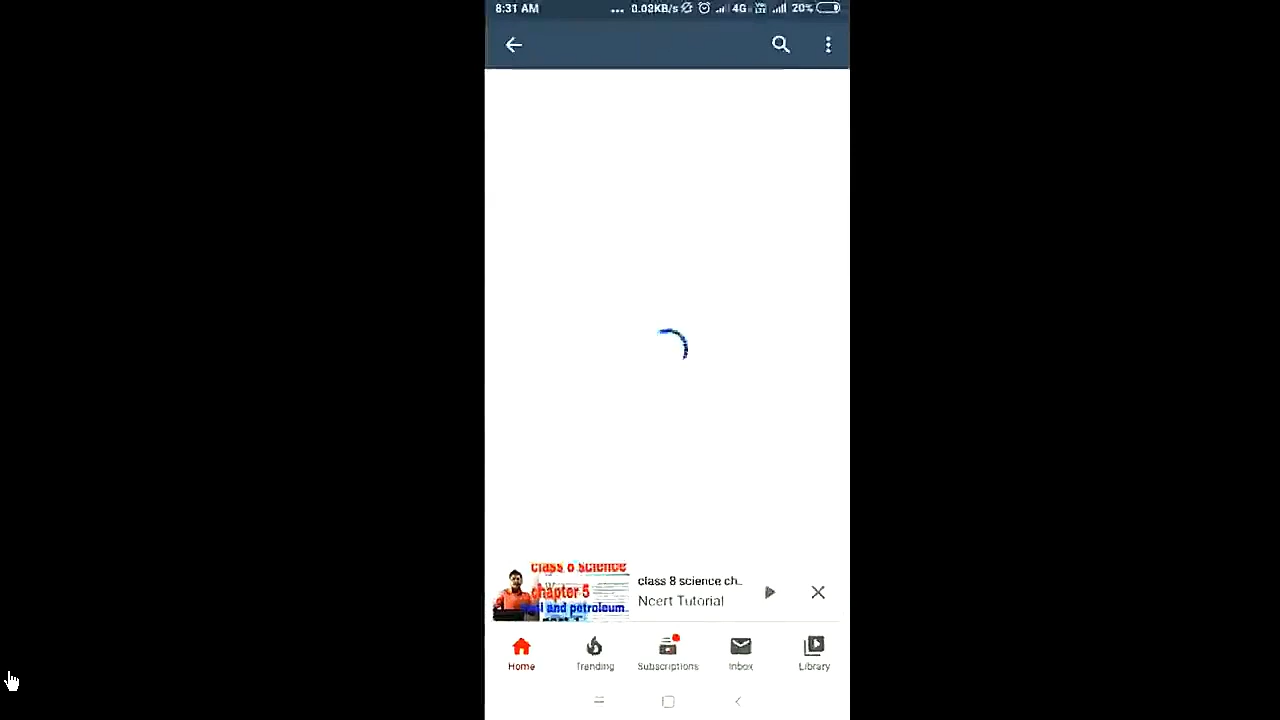 8:31 AM ... 0.03KB/s 4G 20%
class 8 science
chapter 5
and petroleum
class 8 science ch..
Ncert Tutorial
Home Trending Subscriptions Inbox Library